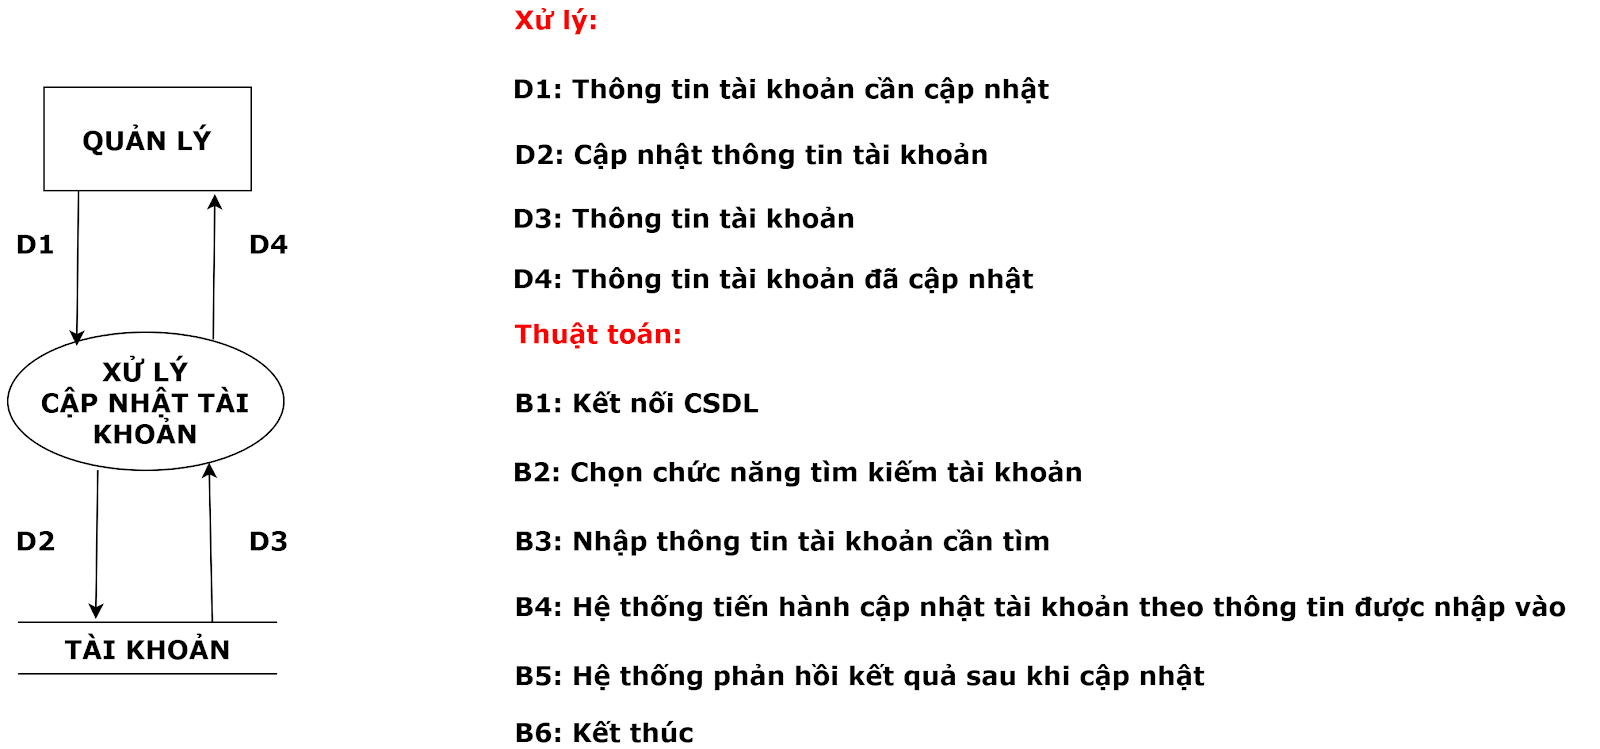 QUẢN LÝ
D1
D4
XỬ LÝ
CẬP NHẬT TÀI
KHOẢN
D2
D3
TÀI KHOẢN
Xử lý:
D1: Thông tin tài khoản cần cập nhật
D2: Cập nhật thông tin tài khoản
D3: Thông tin tài khoản
D4: Thông tin tài khoản đã cập nhật
Thuật toán:
B1: Kết nối CSDL
B2: Chọn chức năng tìm kiếm tài khoản
B3: Nhập thông tin tài khoản cần tìm
B4: Hệ thống tiến hành cập nhật tài khoản theo thông tin được nhập vào
B5: Hệ thống phản hồi kết quả sau khi cập nhật
B6: Kết thúc